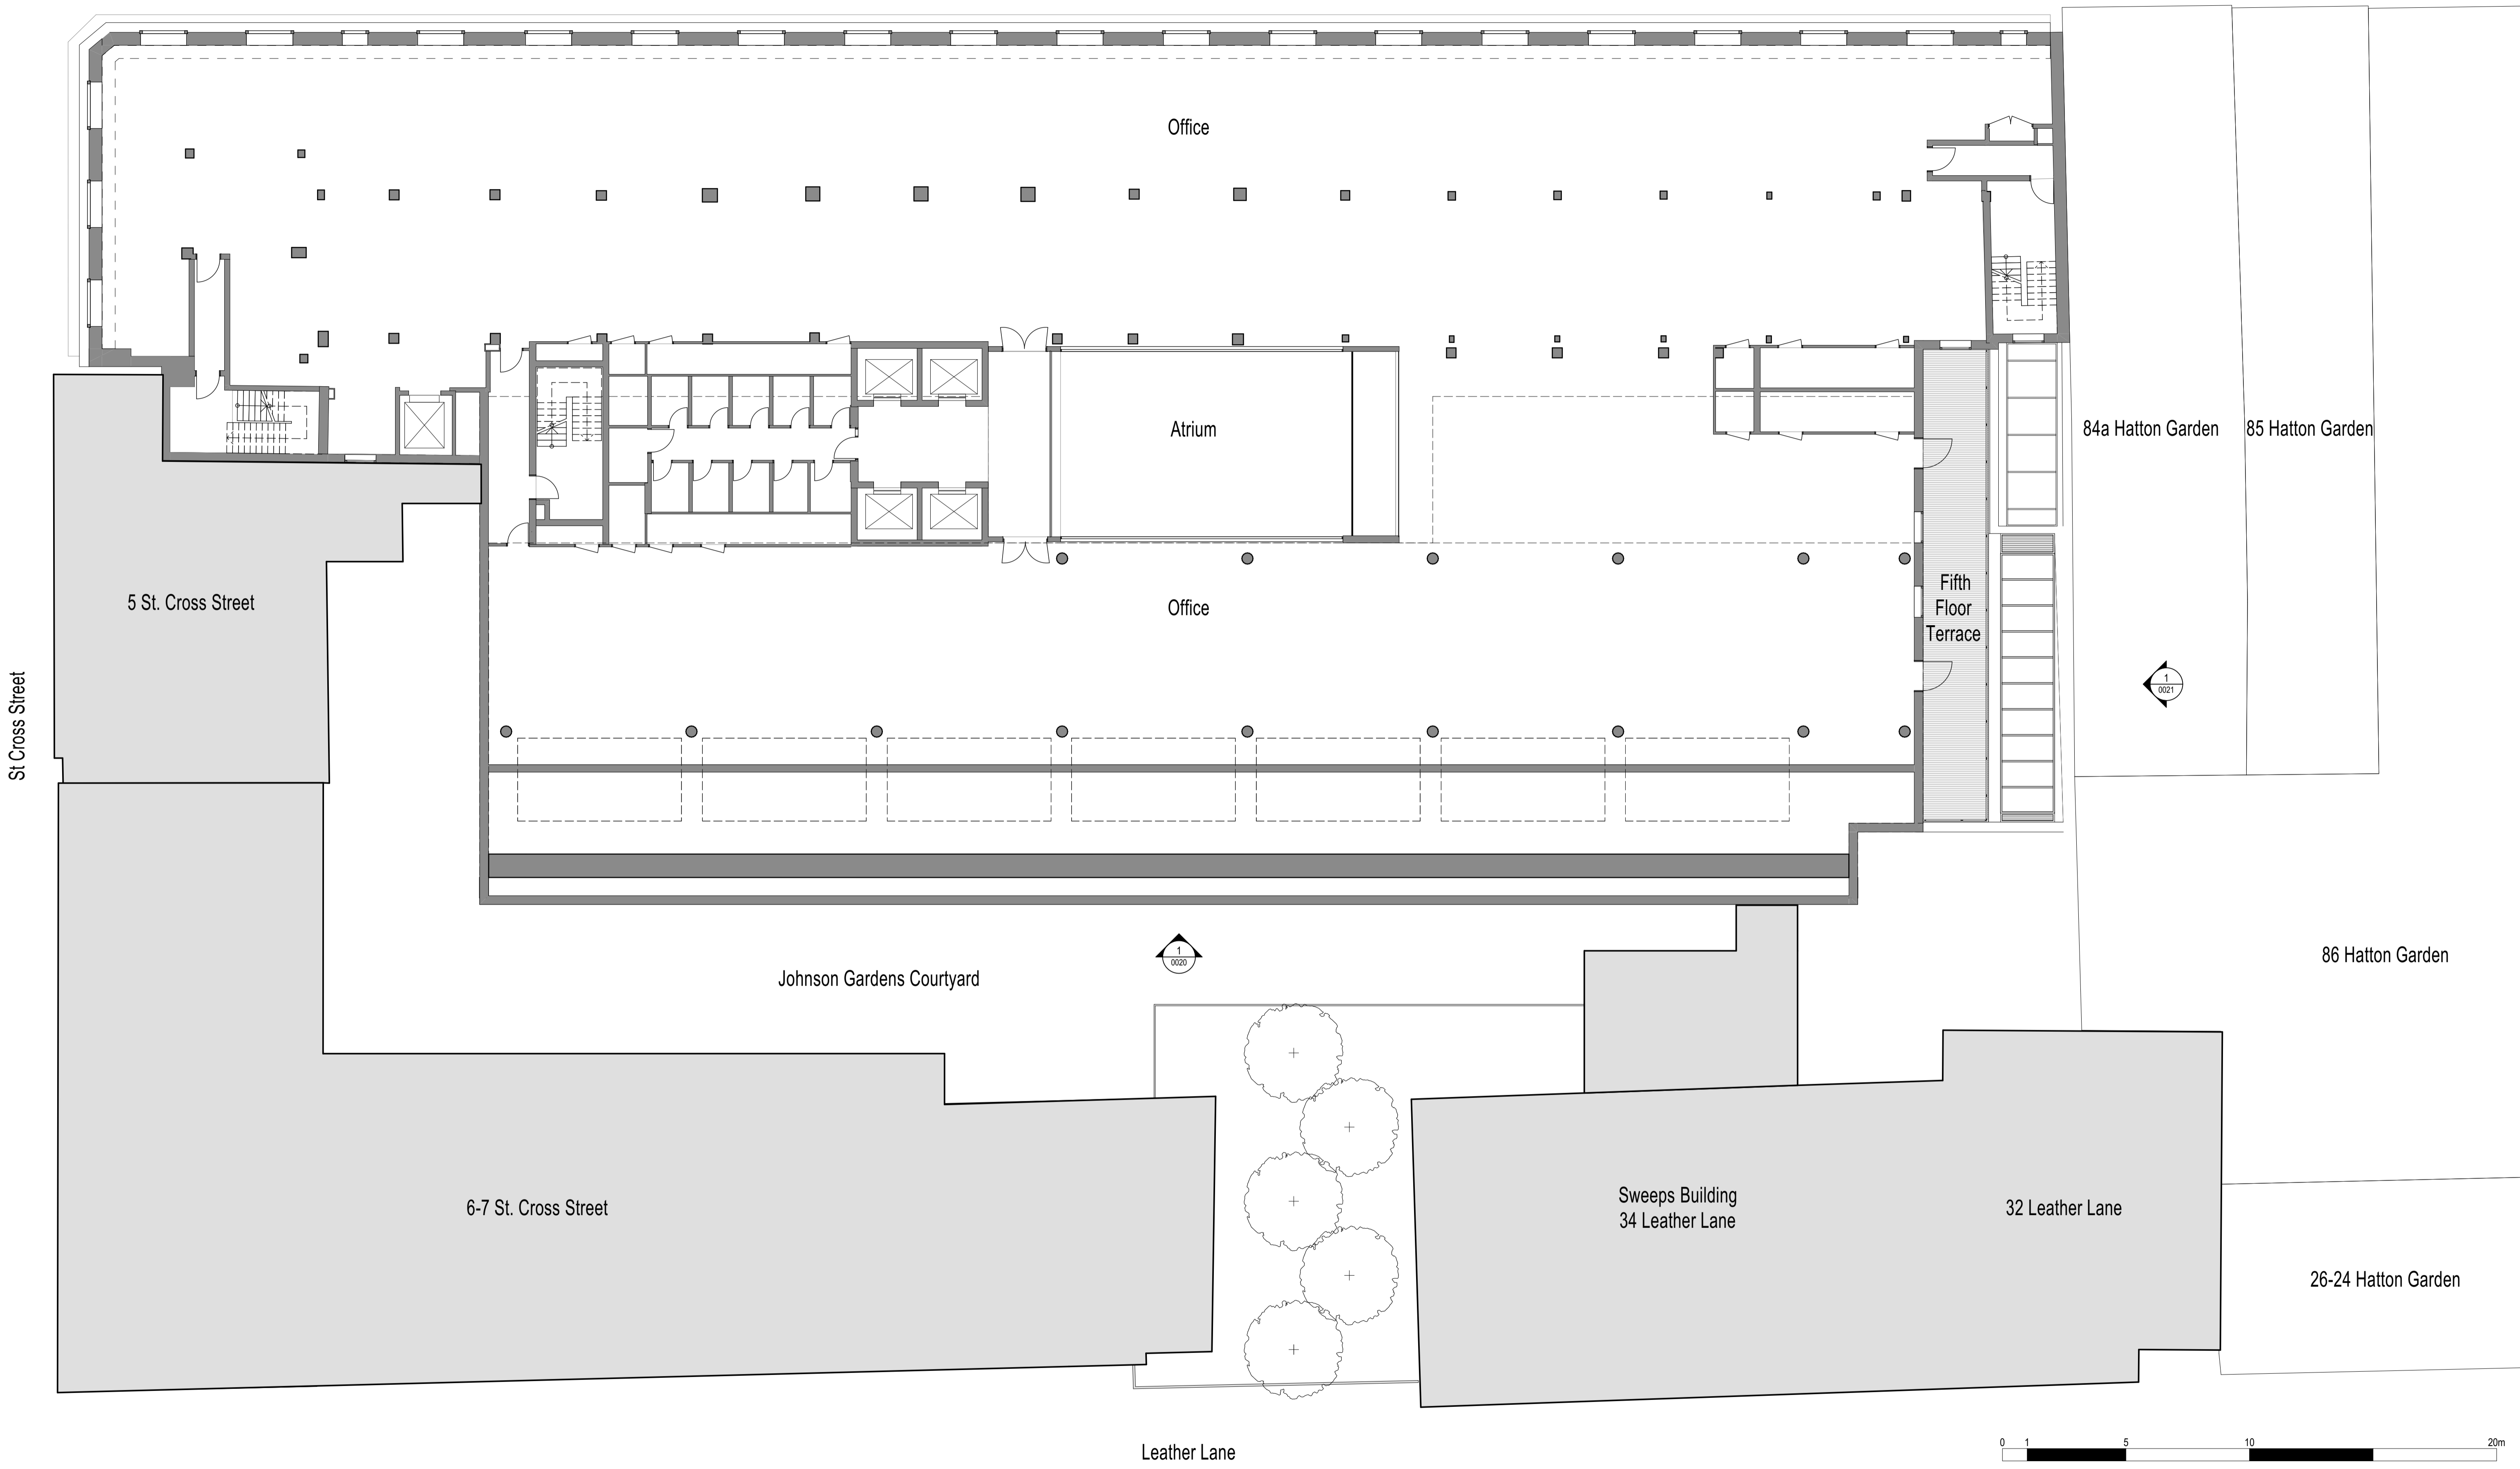 Office
84a Hatton Garden
85 Hatton Garden
Atrium
5 St. Cross Street
Office
Fifth
Floor
Terrace
St Cross Street
1
0021
1
0020
Johnson Gardens Courtyard
86 Hatton Garden
6-7 St. Cross Street
Sweeps Building
34 Leather Lane
32 Leather Lane
26-24 Hatton Garden
Leather Lane
0 1 5 10 20m